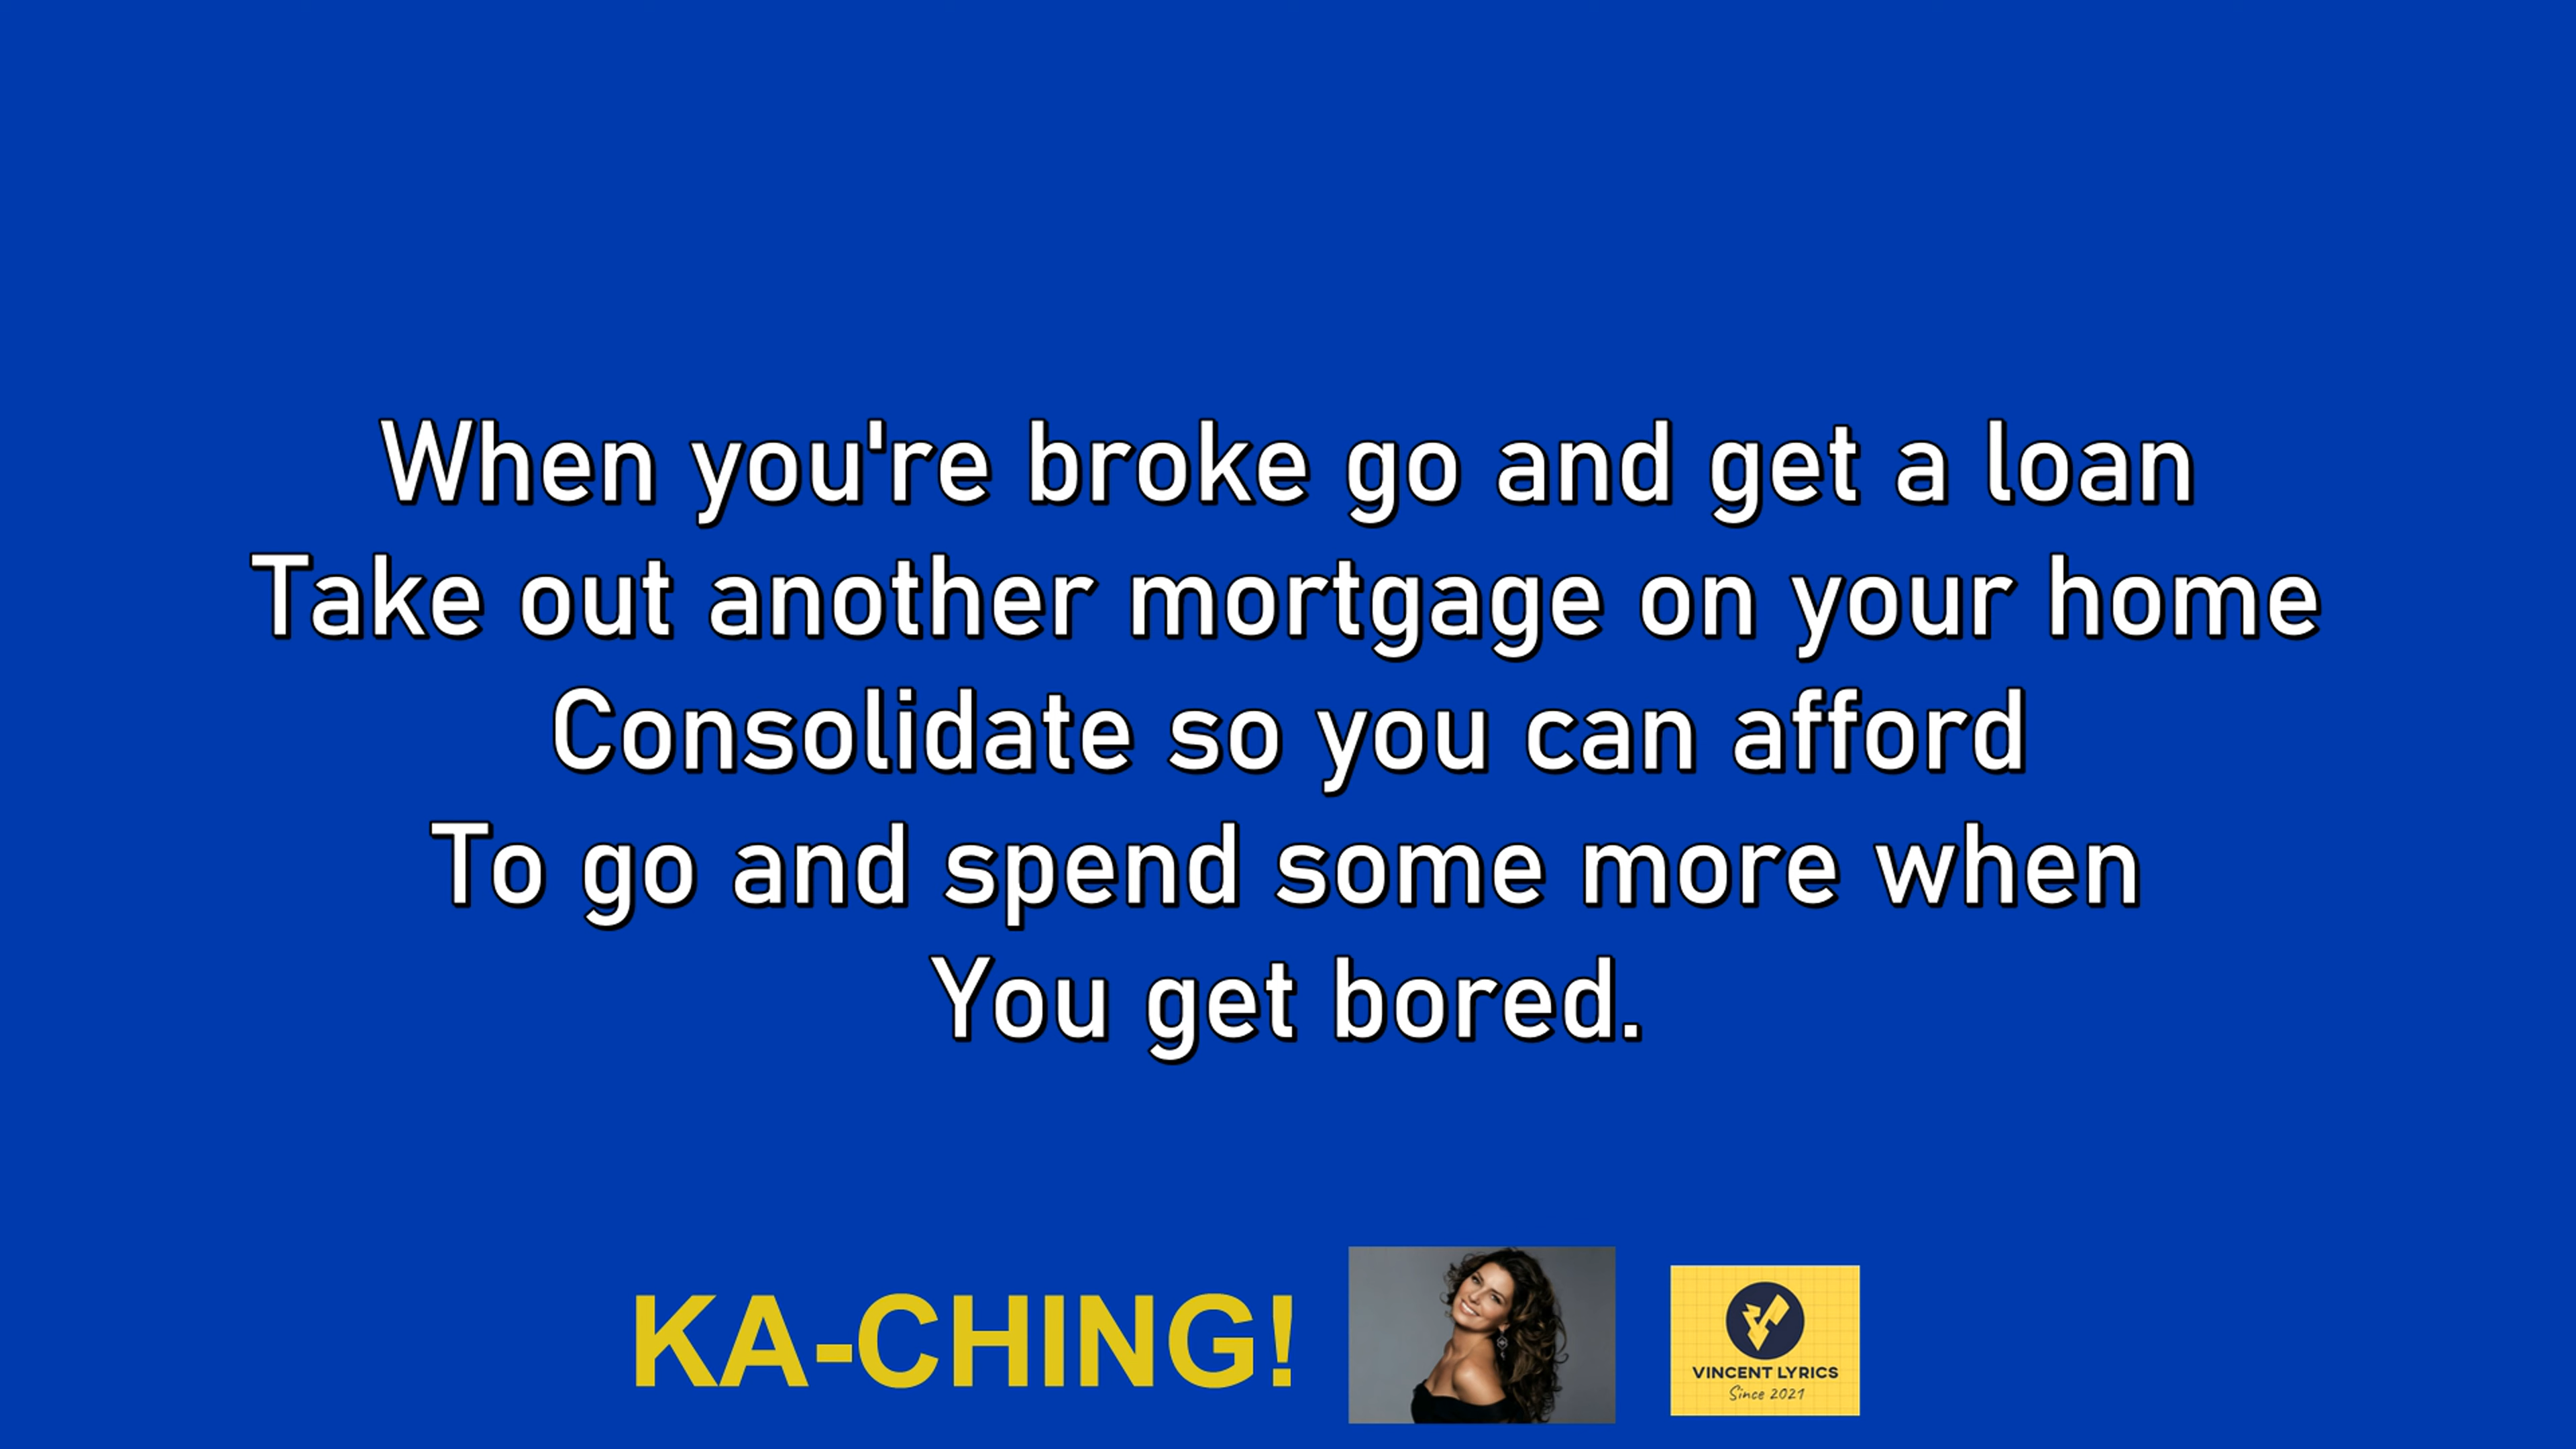 When you're broke go and get a loan
Take out another mortgage on your home
Consolidate so you can afford
To go and spend some more when
You get bored.
KA-CHING!
VINCENT LYRICS
Since 2021